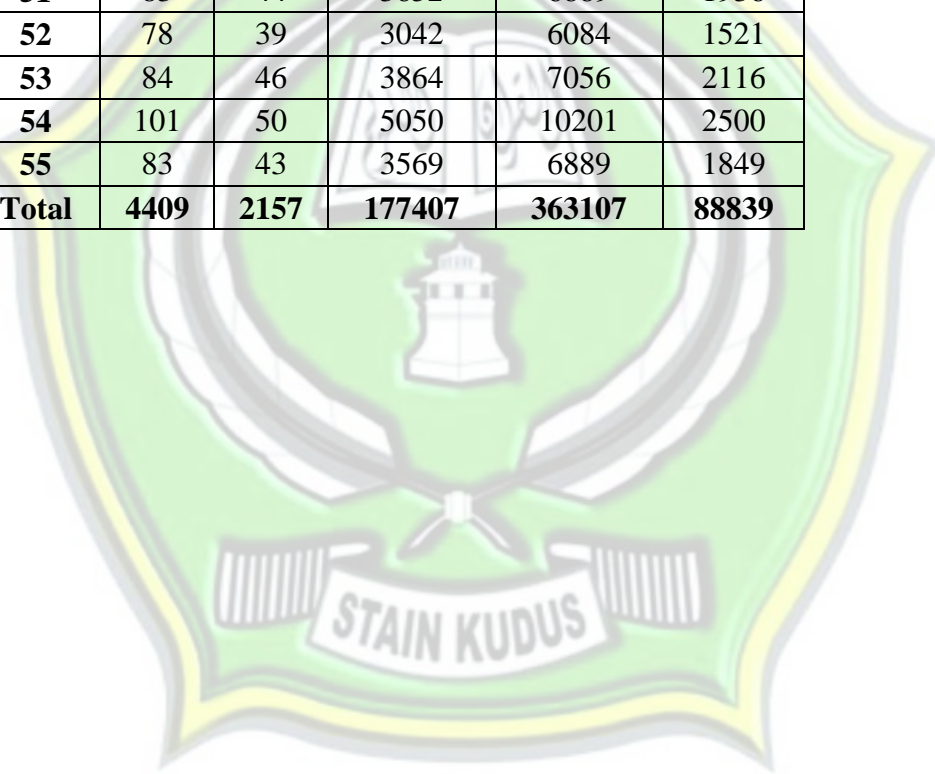 52 78 39 3042 6084 1521
53 84 46 3864 7056 2116
54 101 50 5050 10201 2500
55 83 43 3569 6889 1849
Total 4409 2157 177407 363107 88839
STAIN KUDUS